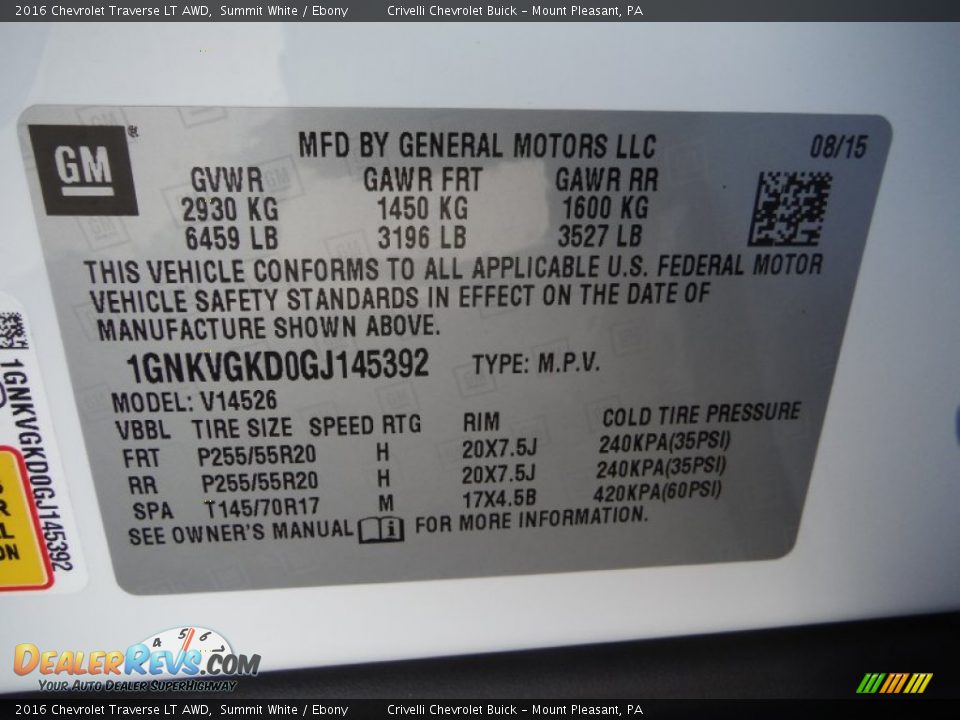 2016 Chevrolet Traverse LT AWD, Summit White / Ebony Crivelli Chevrolet Buick - Mount Pleasant, PA
GM ® MFD BY GENERAL MOTORS LLC 08/15
GVWR GAWR FRT GAWR RR
2930 KG 1450 KG 1600 KG
6459 LB 3196 LB 3527 LB
THIS VEHICLE CONFORMS TO ALL APPLICABLE U.S. FEDERAL MOTOR
VEHICLE SAFETY STANDARDS IN EFFECT ON THE DATE OF
MANUFACTURE SHOWN ABOVE.
1GNKVGKD0GJ145392 TYPE: M.P.V.
MODEL: V14526
VBBL TIRE SIZE SPEED RTG RIM COLD TIRE PRESSURE
FRT P255/55R20 H 20X7.5J 240KPA(35PSI)
RR P255/55R20 H 20X7.5J 240KPA(35PSI)
SPA T145/70R17 M 17X4.5B 420KPA(60PSI)
SEE OWNER'S MANUAL i FOR MORE INFORMATION.
1GNKVGKD0GJ145392
4 5 6 7
DEALERREVS.COM
YOUR AUTO DEALER SUPERHIGHWAY
2016 Chevrolet Traverse LT AWD, Summit White / Ebony Crivelli Chevrolet Buick - Mount Pleasant, PA